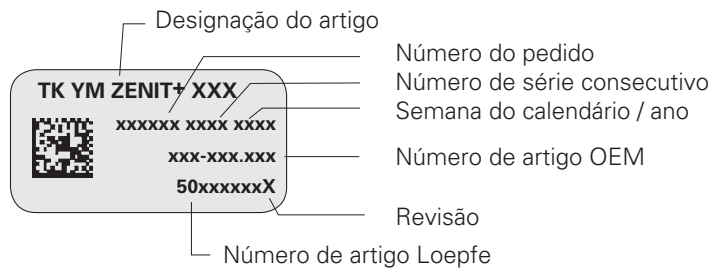 Designação do artigo
Número do pedido
TK YM ZENIT+ XXX
Número de série consecutivo
Semana do calendário / ano
xxxxxx xxxx xxxx
xxx-xxx.xxx
Número de artigo OEM
50xxxxxxX
Revisão
Número de artigo Loepfe